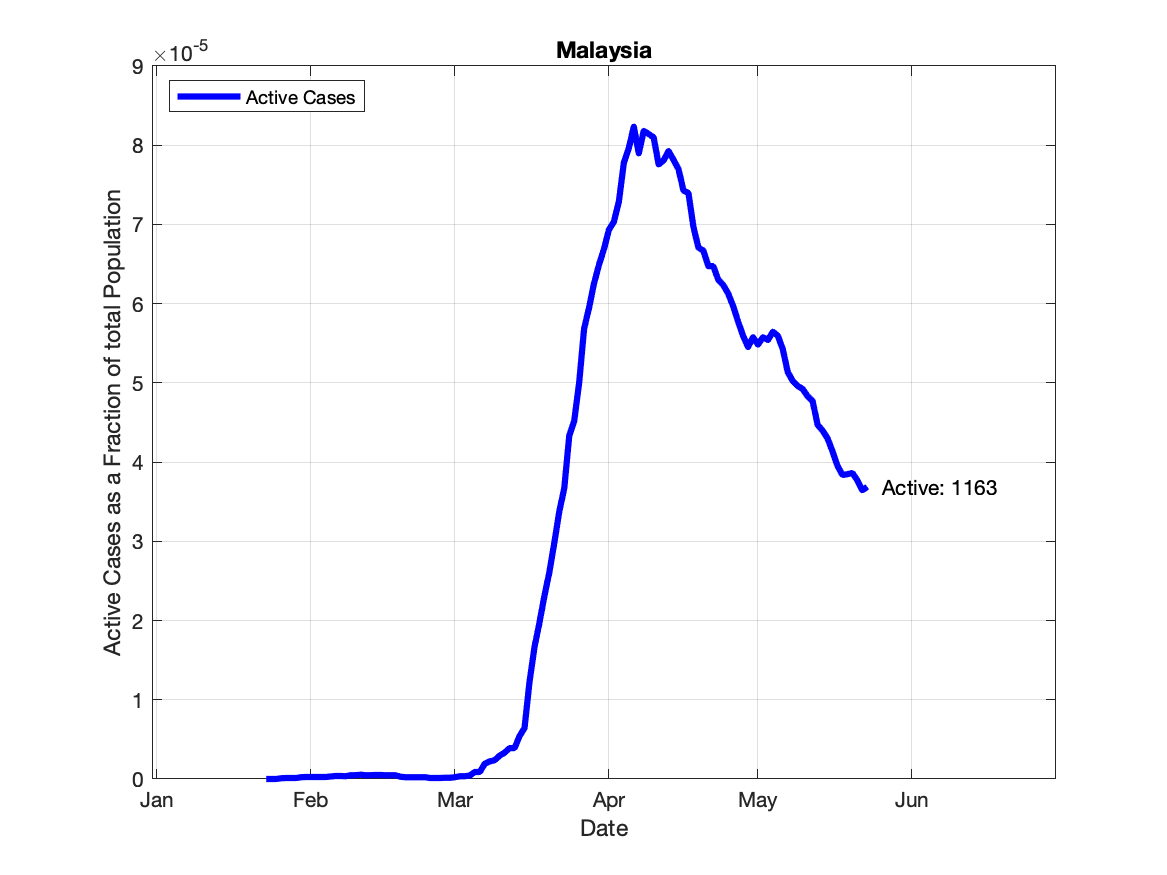 Malaysia
×10-5
Active Cases
9
8
7
6
5
4
3
2
1
0
Active Cases as a Fraction of total Population
Active: 1163
Jan Feb Mar Apr May Jun
Date